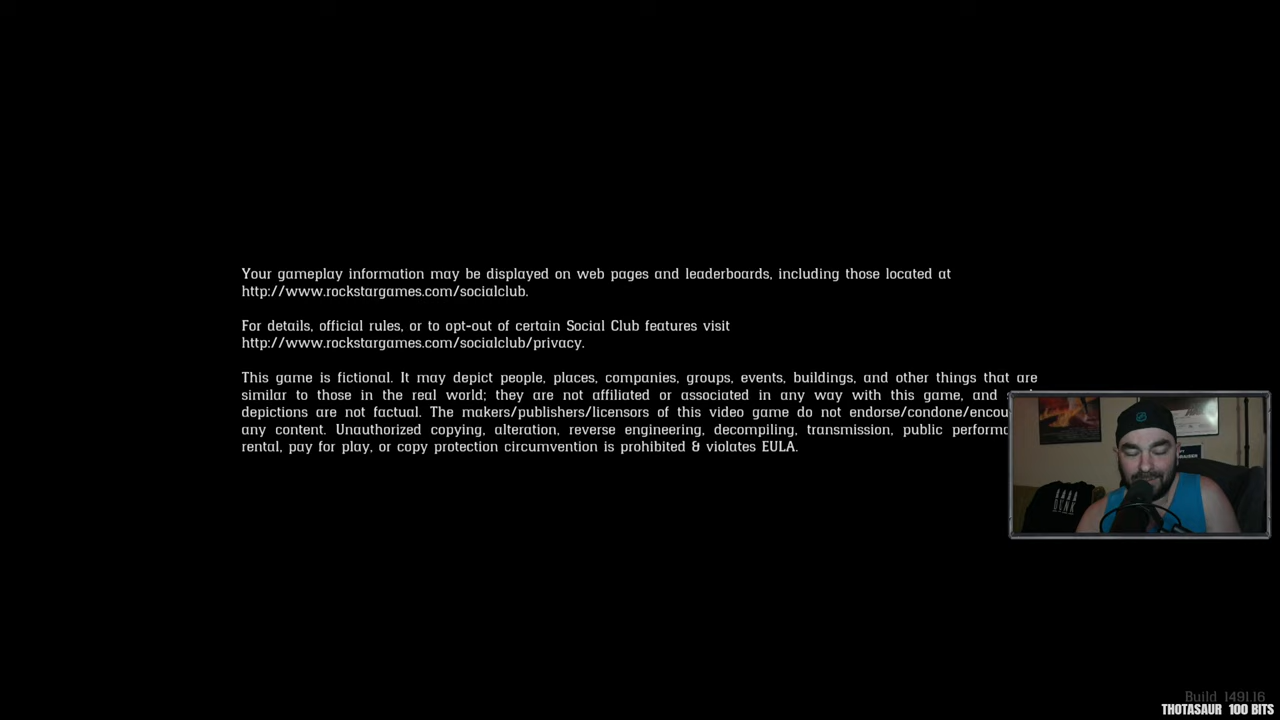 Your gameplay information may be displayed on web pages and leaderboards, including those located at
http://www.rockstargames.com/socialclub.
For details, official rules, or to opt-out of certain Social Club features visit
http://www.rockstargames.com/socialclub/privacy.
This game is fictional. It may depict people, places, companies, groups, events, buildings, and other things that are
similar to those in the real world; they are not affiliated or associated in any way with this game, and
depictions are not factual. The makers/publishers/licensors of this video game do not endorse/condone/encou
any content. Unauthorized copying, alteration, reverse engineering, decompiling, transmission, public performa
rental, pay for play, or copy protection circumvention is prohibited & violates EULA.
Build 1491.16
THOTASAUR 100 BITS